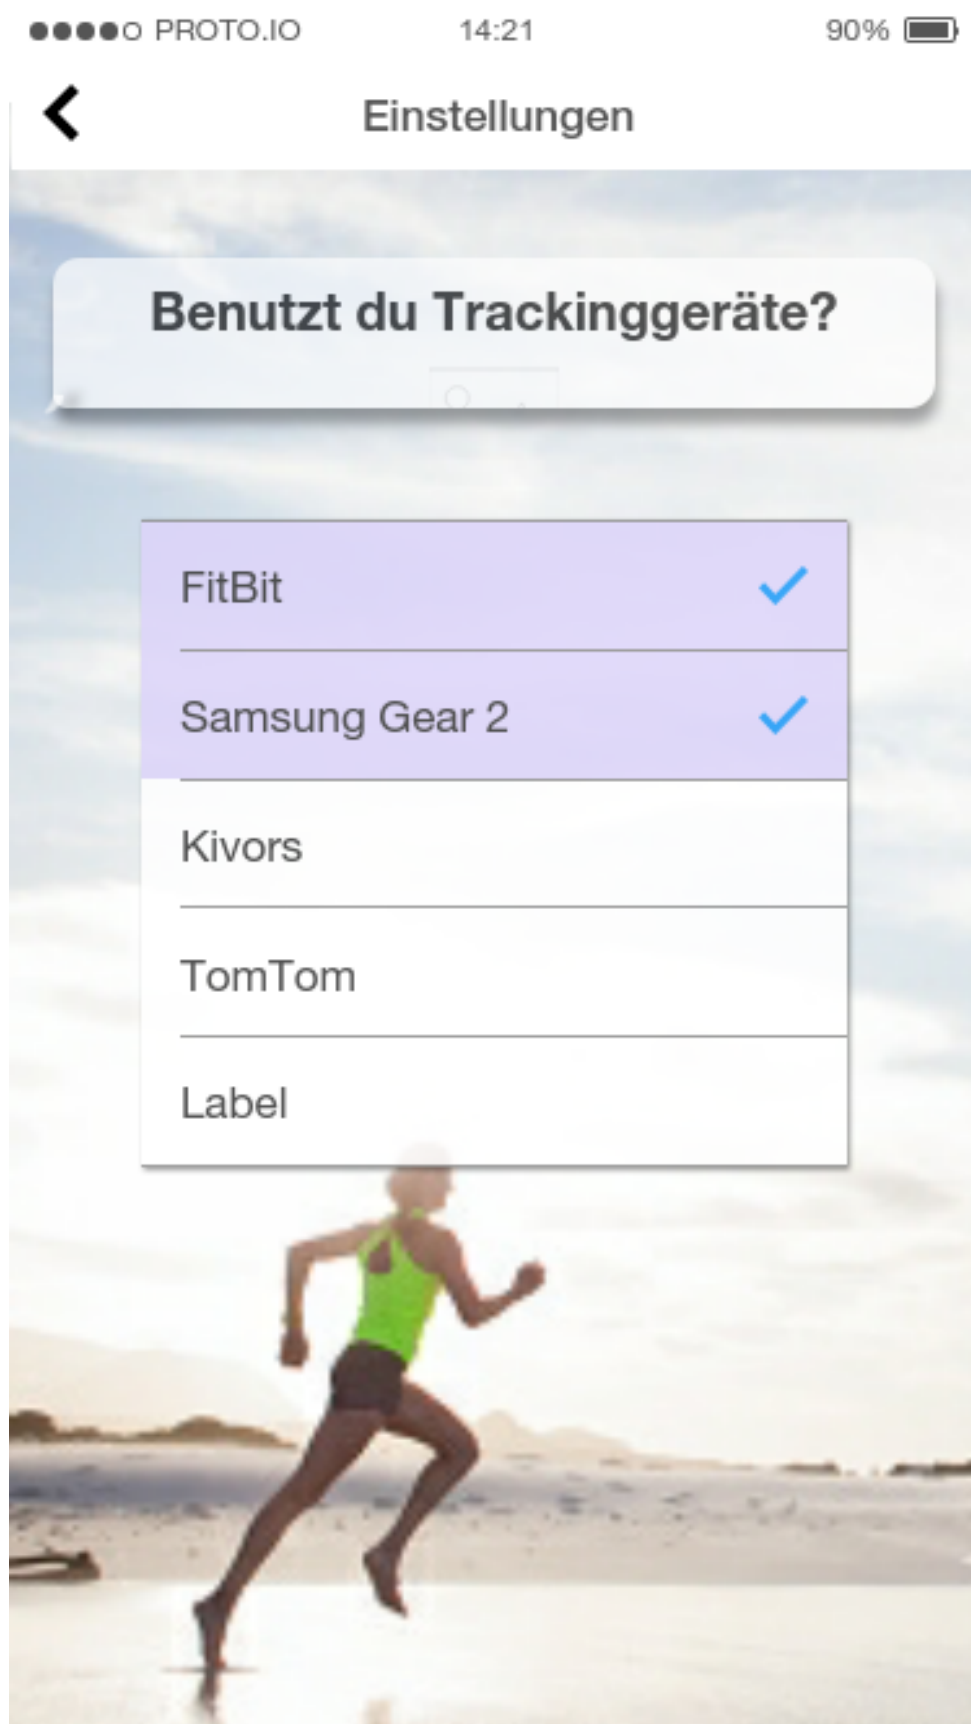 PROTO.IO 14:21 90%
Einstellungen
Benutzt du Trackinggeräte?
FitBit
Samsung Gear 2
Kivors
TomTom
Label